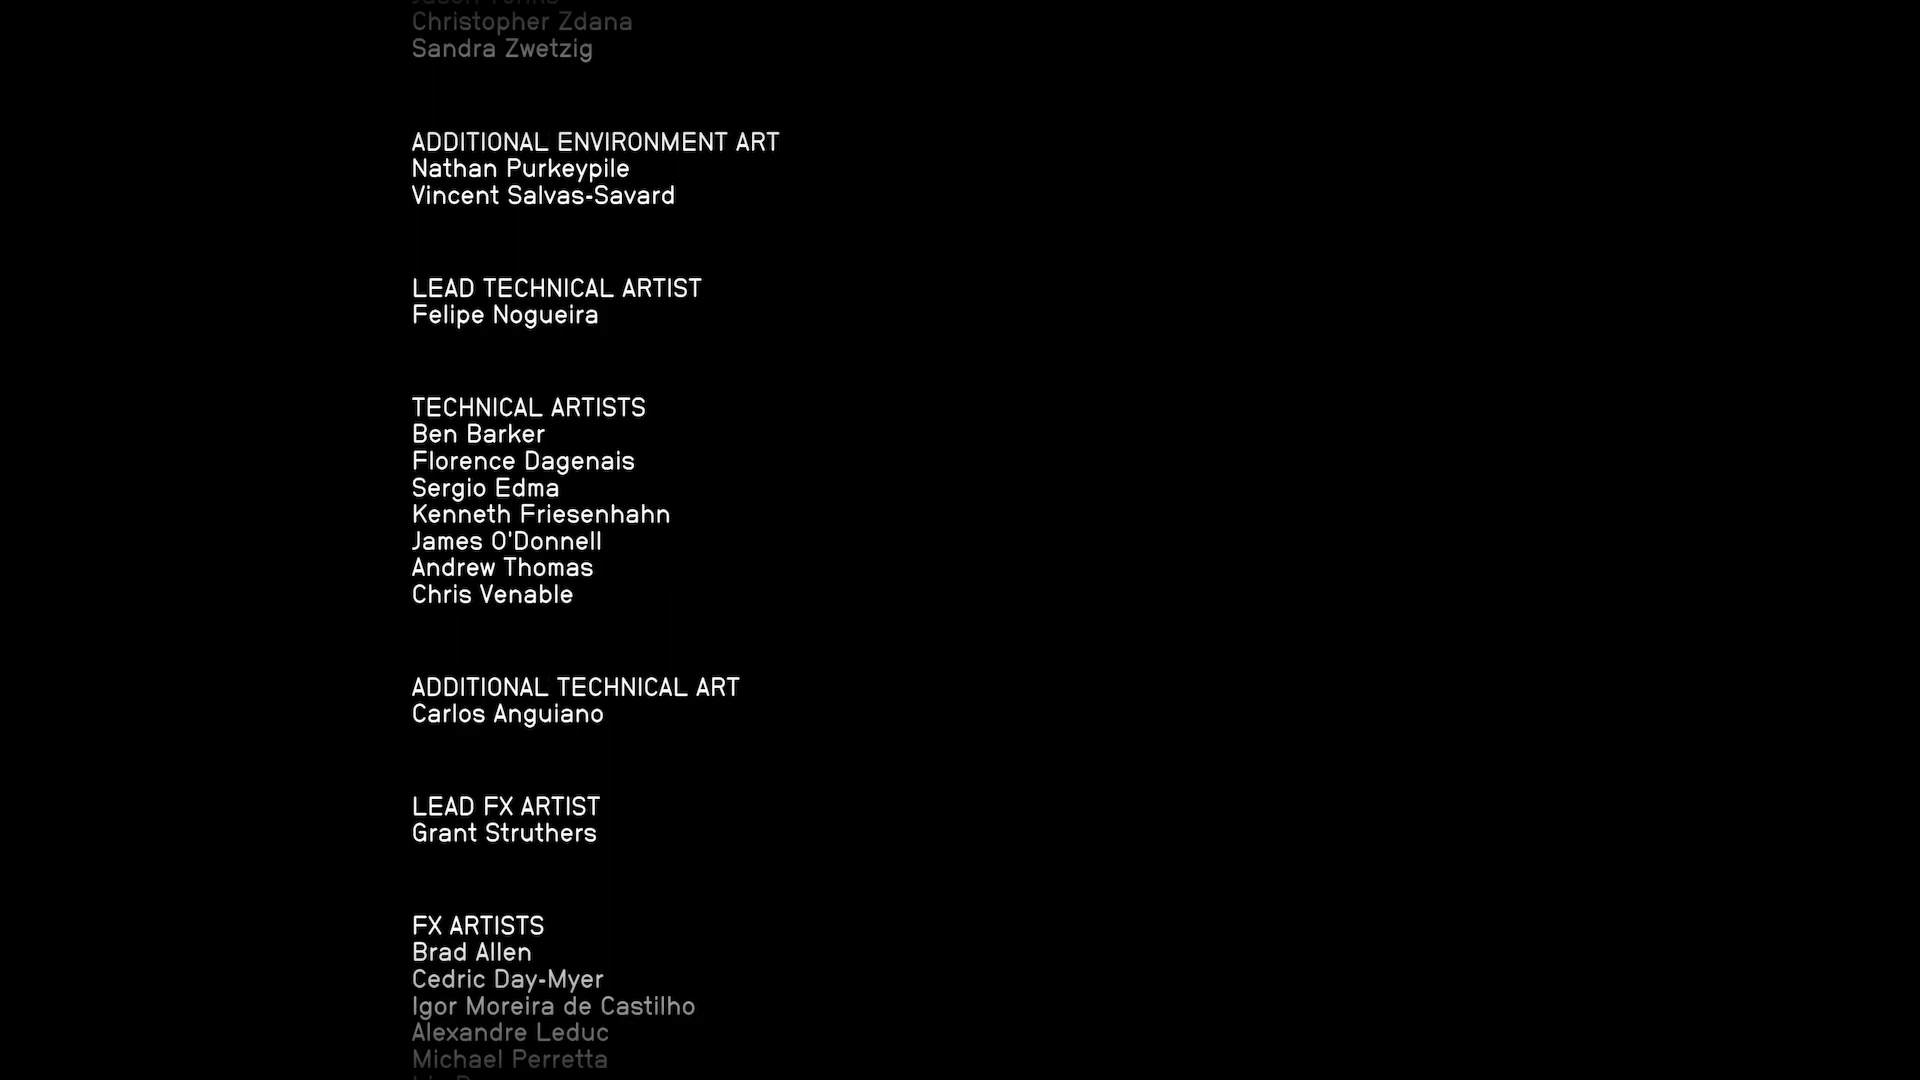 Christopher Zdana
Sandra Zwetzig
ADDITIONAL ENVIRONMENT ART
Nathan Purkeypile
Vincent Salvas-Savard
LEAD TECHNICAL ARTIST
Felipe Nogueira
TECHNICAL ARTISTS
Ben Barker
Florence Dagenais
Sergio Edma
Kenneth Friesenhahn
James O'Donnell
Andrew Thomas
Chris Venable
ADDITIONAL TECHNICAL ART
Carlos Anguiano
LEAD FX ARTIST
Grant Struthers
FX ARTISTS
Brad Allen
Cedric Day-Myer
Igor Moreira de Castilho
Alexandre Leduc
Michael Perretta